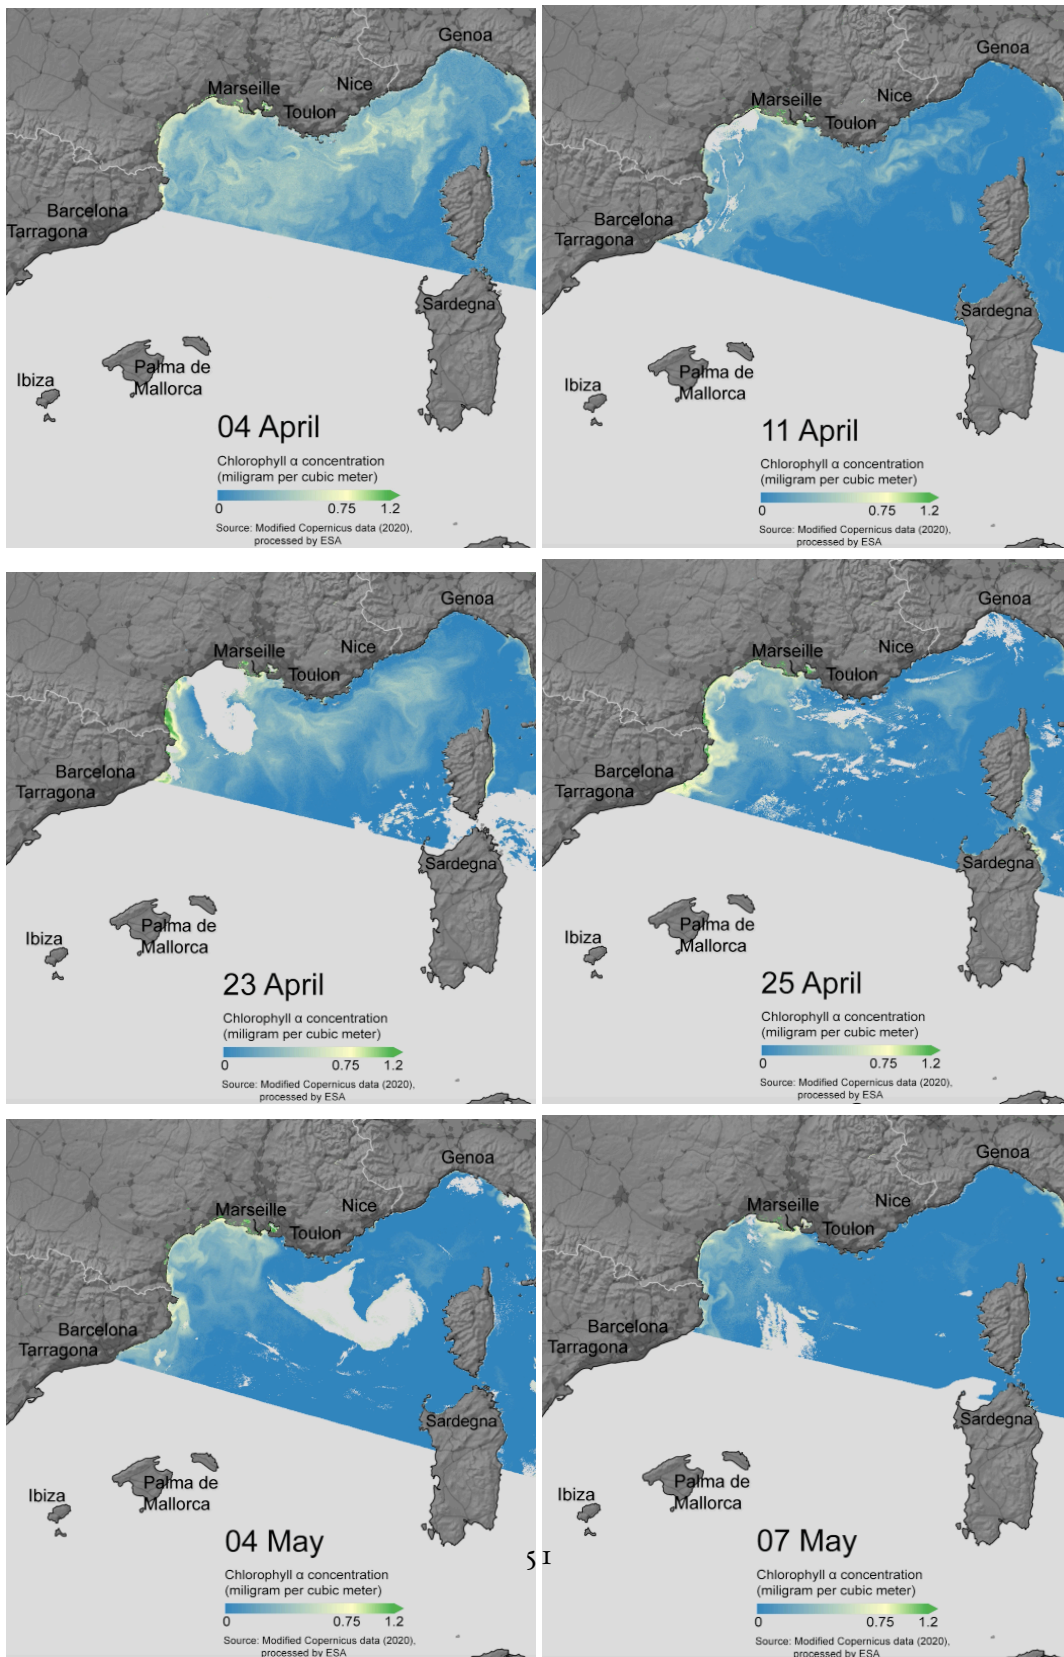 Genoa
Nice
Marseille
Toulon
Barcelona
Tarragona
Sardegna
Palma de
Mallorca
Ibiza
04 April
Chlorophyll α concentration
(miligram per cubic meter)
0 0.75 1.2
Source: Modified Copernicus data (2020),
processed by ESA
Genoa
Nice
Marseille
Toulon
Barcelona
Tarragona
Sardegna
Palma de
Mallorca
Ibiza
11 April
Chlorophyll α concentration
(miligram per cubic meter)
0 0.75 1.2
Source: Modified Copernicus data (2020),
processed by ESA
Genoa
Nice
Marseille
Toulon
Barcelona
Tarragona
Sardegna
Palma de
Mallorca
Ibiza
23 April
Chlorophyll α concentration
(miligram per cubic meter)
0 0.75 1.2
Source: Modified Copernicus data (2020),
processed by ESA
Genoa
Nice
Marseille
Toulon
Barcelona
Tarragona
Sardegna
Palma de
Mallorca
Ibiza
25 April
Chlorophyll α concentration
(miligram per cubic meter)
0 0.75 1.2
Source: Modified Copernicus data (2020),
processed by ESA
Genoa
Nice
Marseille
Toulon
Barcelona
Tarragona
Sardegna
Palma de
Mallorca
Ibiza
04 May
Chlorophyll α concentration
(miligram per cubic meter)
0 0.75 1.2
Source: Modified Copernicus data (2020),
processed by ESA
Genoa
Nice
Marseille
Toulon
Barcelona
Tarragona
Sardegna
Palma de
Mallorca
Ibiza
07 May
Chlorophyll α concentration
(miligram per cubic meter)
0 0.75 1.2
Source: Modified Copernicus data (2020),
processed by ESA
51